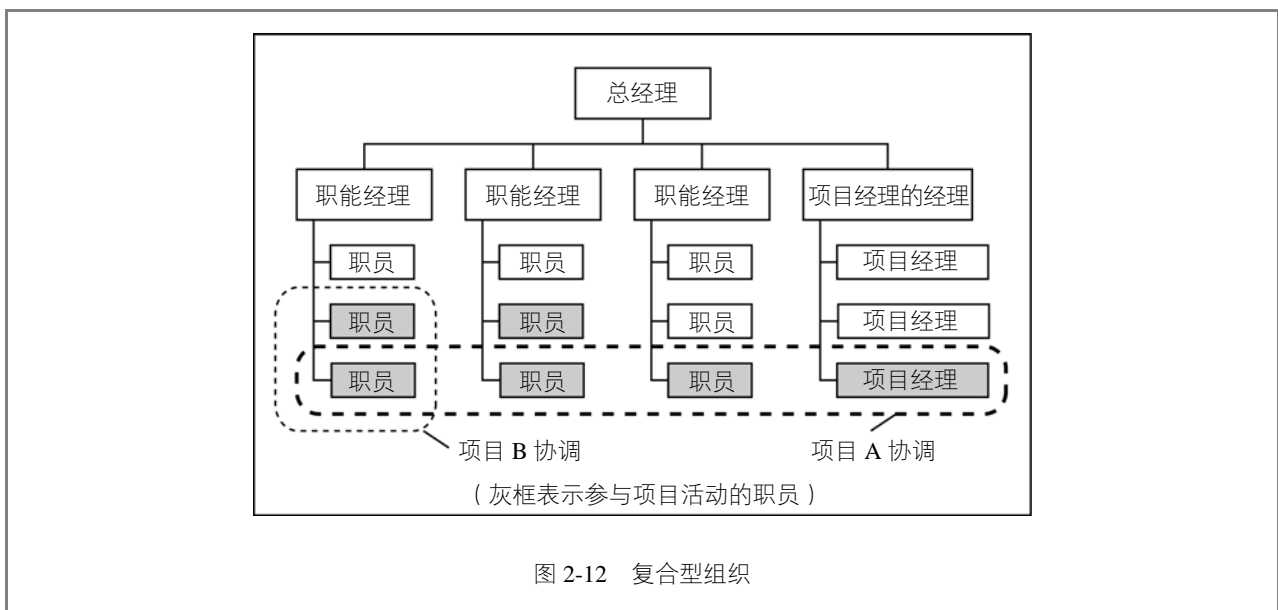 总经理
职能经理 职能经理 职能经理 项目经理的经理
职员 职员 职员 项目经理
职员 职员 职员 项目经理
职员 职员 职员 项目经理
项目 B 协调 项目 A 协调
（灰框表示参与项目活动的职员）
图 2-12 复合型组织